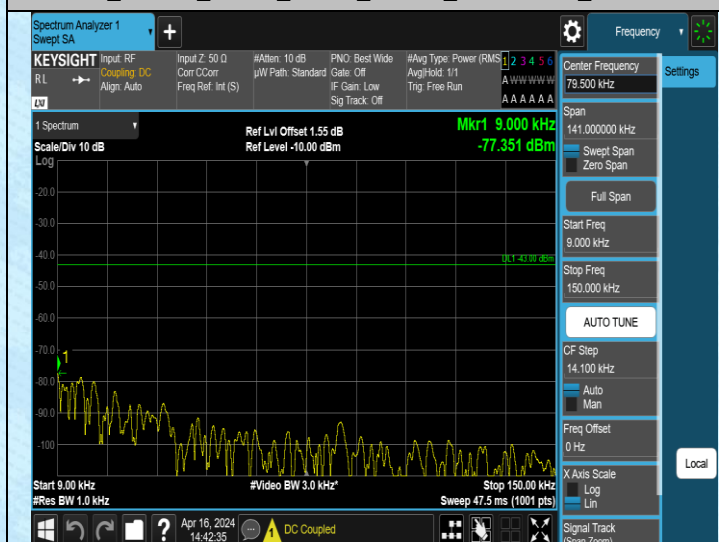 Spectrum Analyzer 1
Swept SA
+
Frequency
KEYSIGHT
RL
LXI
Input: RF
Coupling: DC
Align: Auto
Input Z: 50 Ω
Corr CCorr
Freq Ref: Int (S)
#Atten: 10 dB
µW Path: Standard
PNO: Best Wide
Gate: Off
IF Gain: Low
Sig Track: Off
#Avg Type: Power (RMS
Avg|Hold: 1/1
Trig: Free Run
1 2 3 4 5 6
A W W W W W
A A A A A A
1 Spectrum
Scale/Div 10 dB
Ref Lvl Offset 1.55 dB
Ref Level -10.00 dBm
Mkr1 9.000 kHz
-77.351 dBm
Log
-20.0
-30.0
-40.0
-50.0
-60.0
-70.0
-80.0
-90.0
-100
DL1 -43.00 dBm
1
Start 9.00 kHz
#Res BW 1.0 kHz
#Video BW 3.0 kHz*
Stop 150.00 kHz
Sweep 47.5 ms (1001 pts)
?
Apr 16, 2024
14:42:35
DC Coupled
Center Frequency
79.500 kHz
Span
141.000000 kHz
Swept Span
Zero Span
Full Span
Start Freq
9.000 kHz
Stop Freq
150.000 kHz
AUTO TUNE
CF Step
14.100 kHz
Auto
Man
Freq Offset
0 Hz
X Axis Scale
Log
Lin
Signal Track
(Span Zoom)
Settings
Local